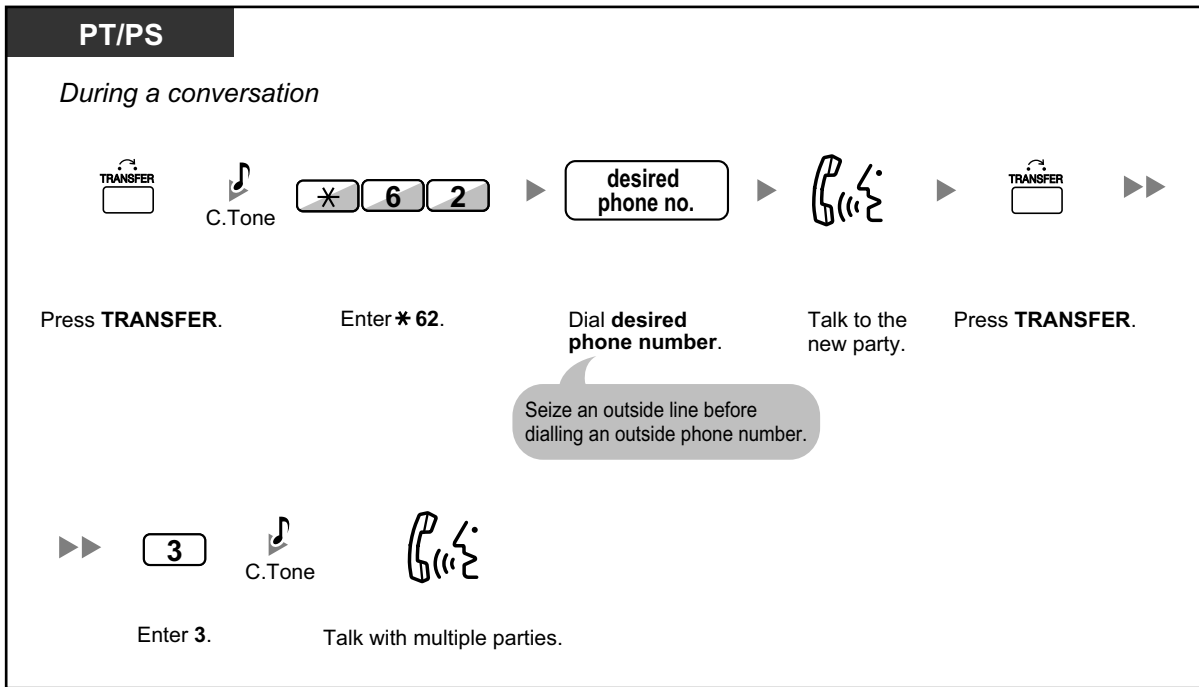 PT/PS
During a conversation
TRANSFER
C.Tone
* 6 2
desired
phone no.
TRANSFER
Press TRANSFER.
Enter * 62.
Dial desired
phone number.
Talk to the
new party.
Press TRANSFER.
Seize an outside line before
dialling an outside phone number.
3
C.Tone
Enter 3.
Talk with multiple parties.